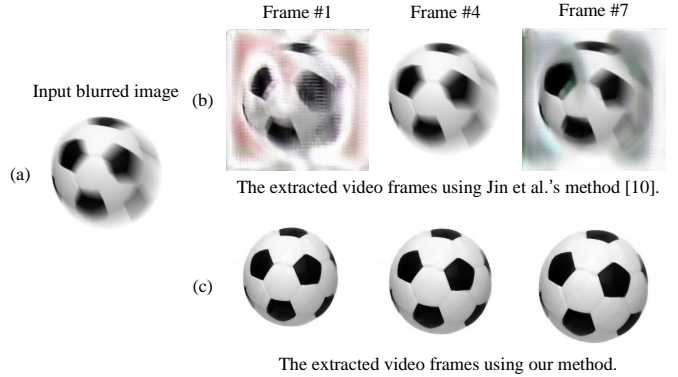 Frame #1 Frame #4 Frame #7
Input blurred image
(b)
(a)
The extracted video frames using Jin et al.'s method [10].
(c)
The extracted video frames using our method.